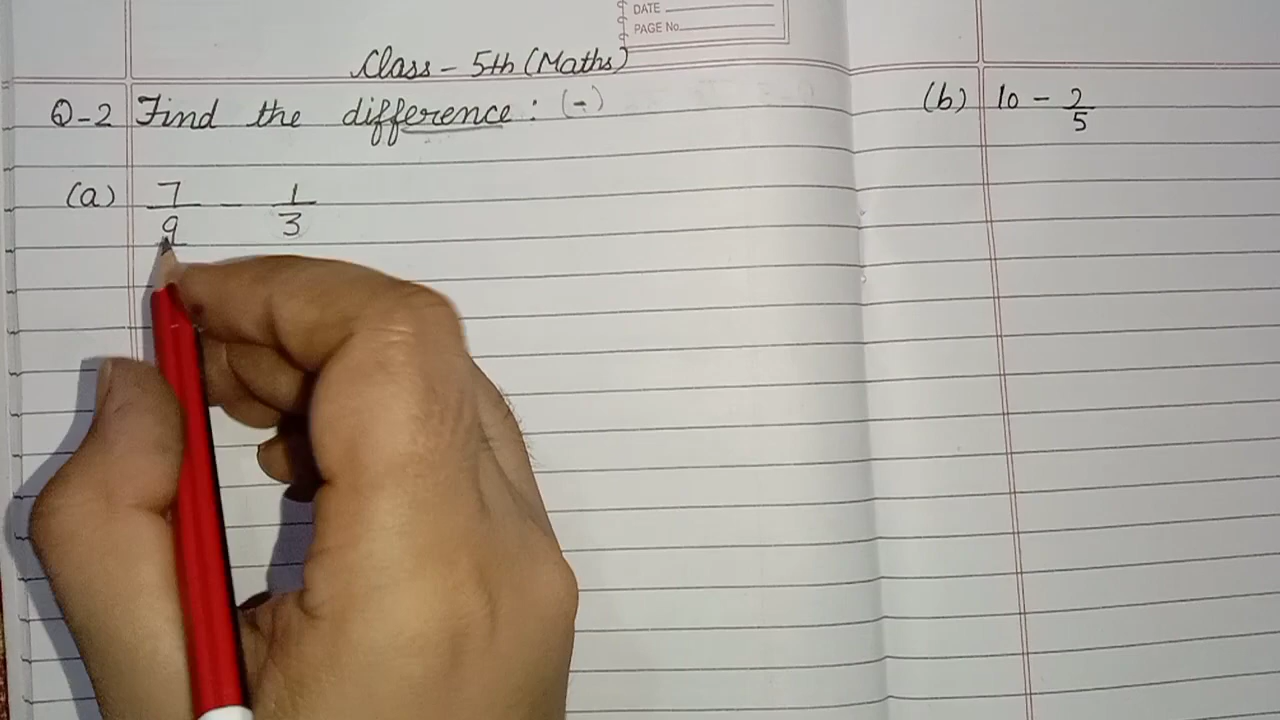 DATE
PAGE No.
Class - 5th (Maths)
Q-2 Find the difference : (-)
(a) 7/9 - 1/3
(b) 10 - 2/5